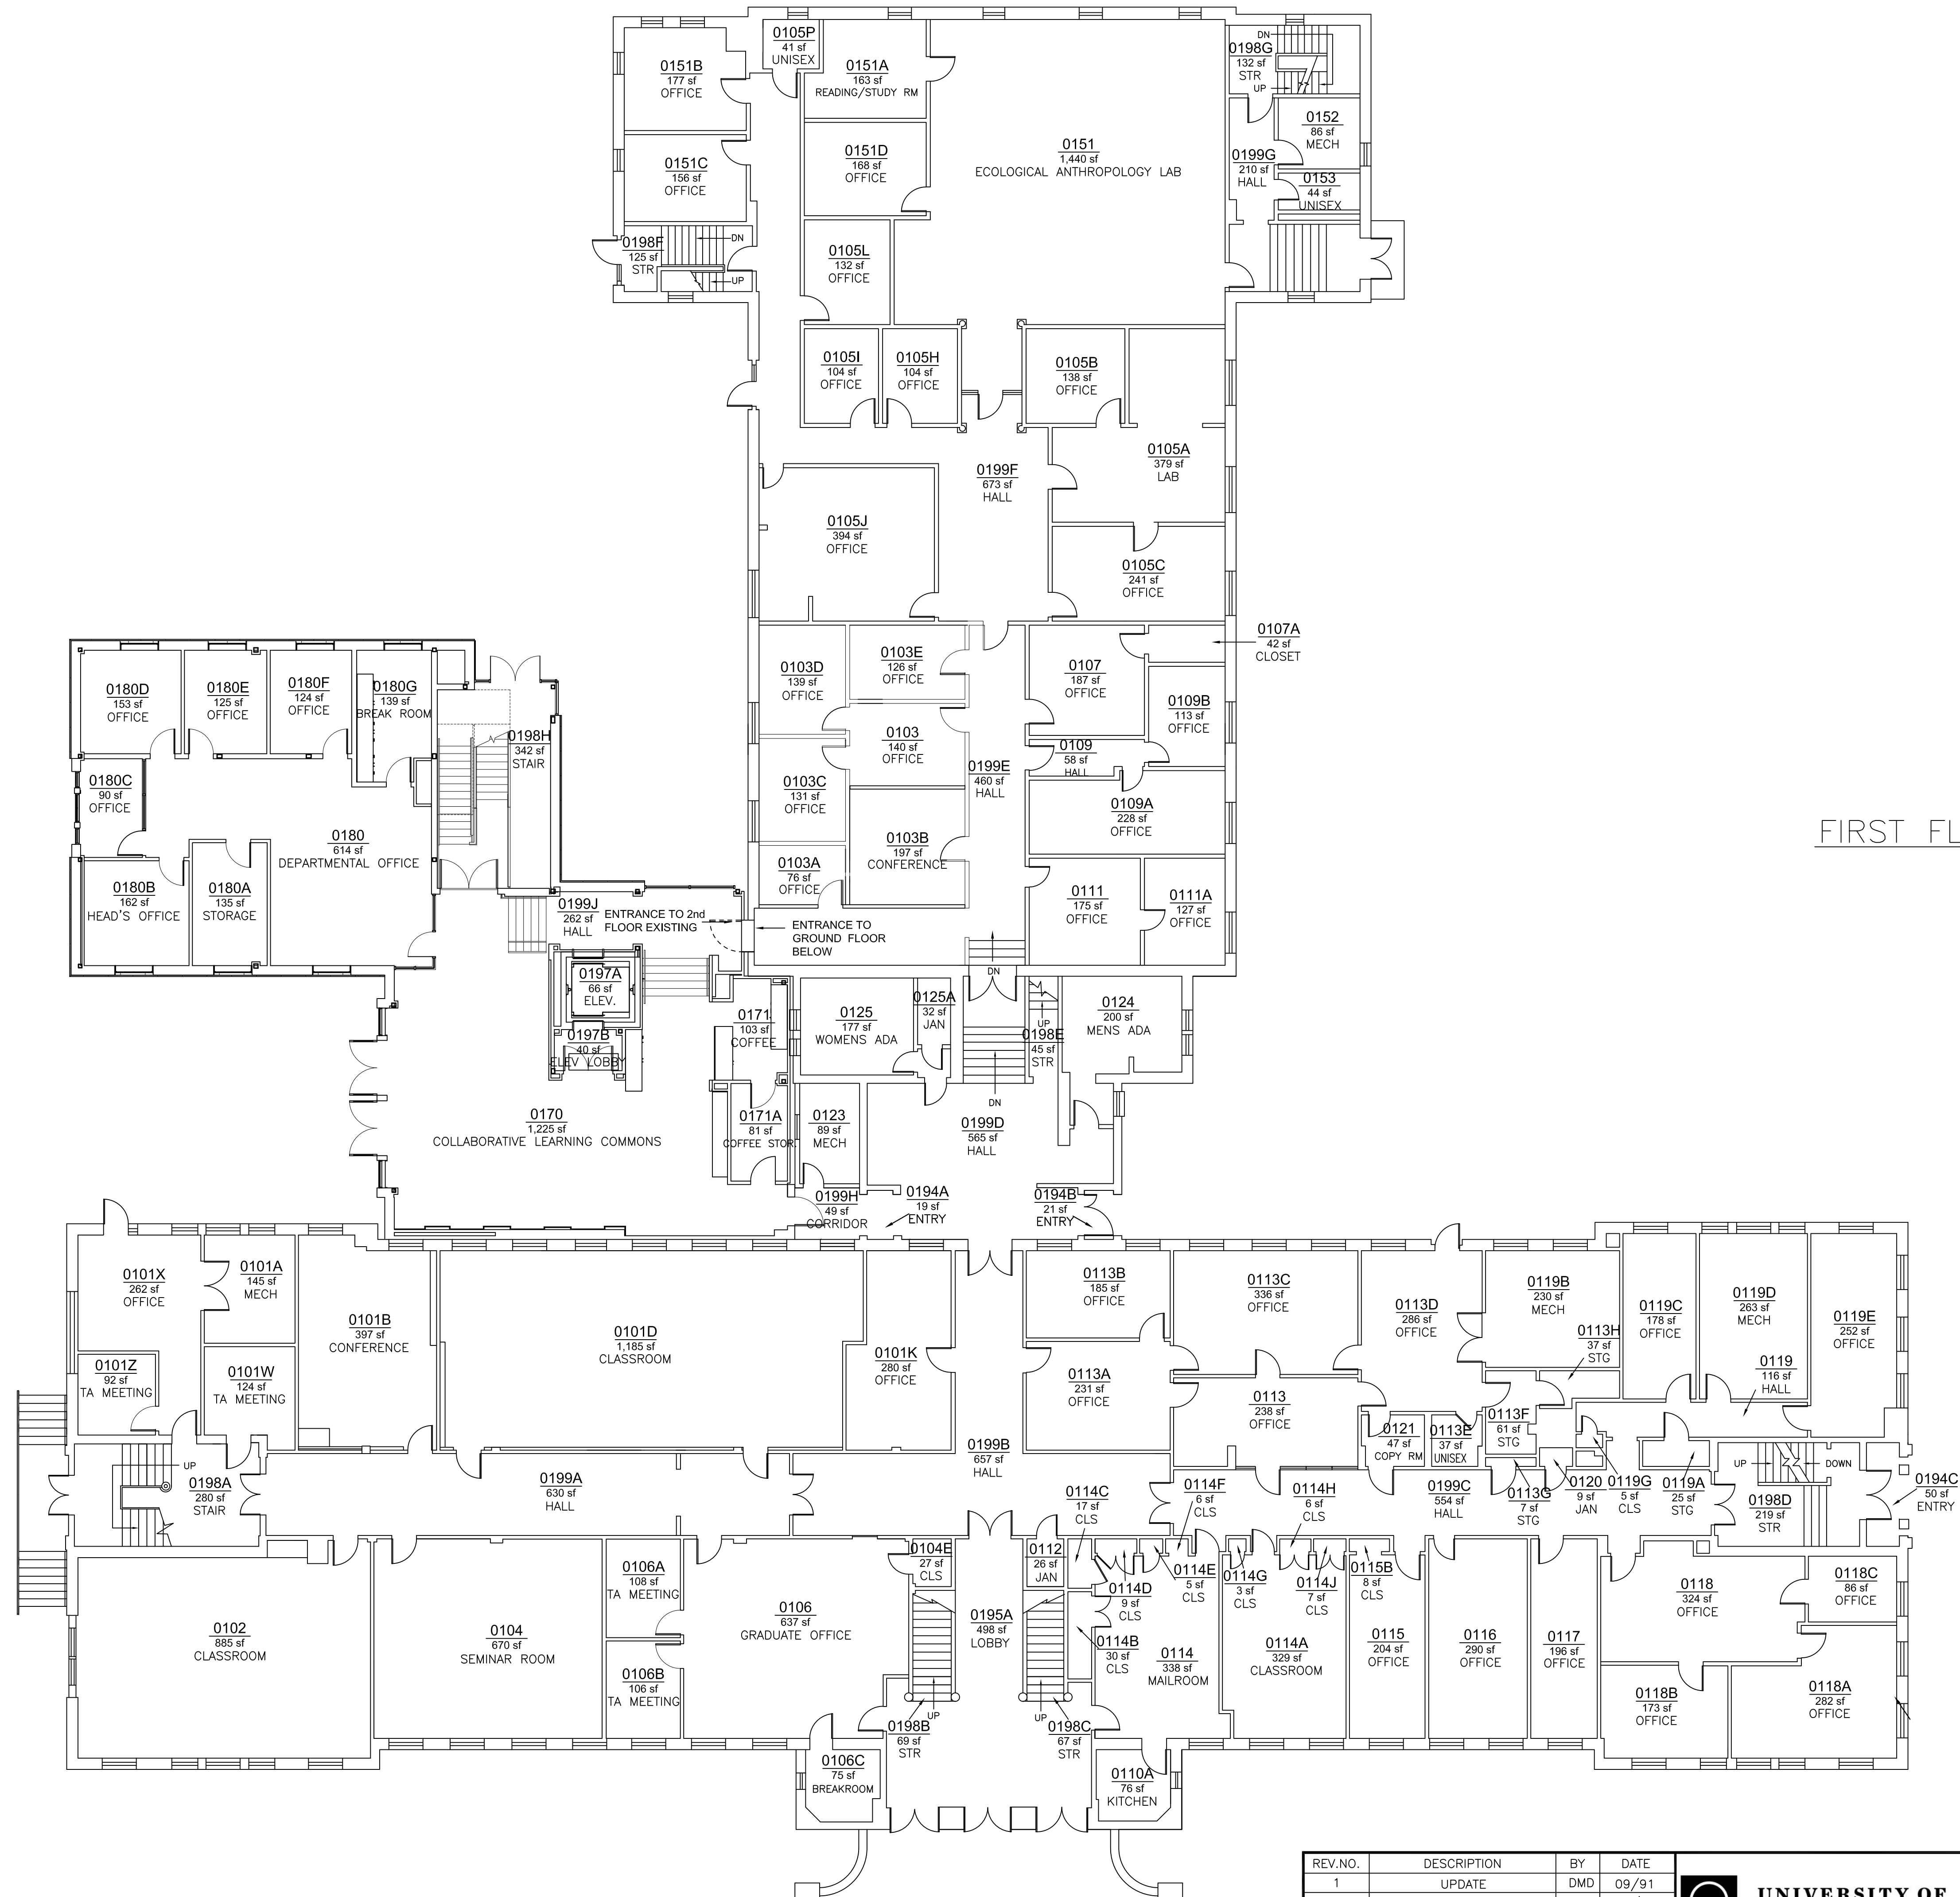 0105P
41 sf
UNISEX
0151B
177 sf
OFFICE
0151A
163 sf
READING/STUDY RM
DN
0198G
132 sf
STR
UP
0152
86 sf
MECH
0151C
156 sf
OFFICE
0151D
168 sf
OFFICE
0151
1,440 sf
ECOLOGICAL ANTHROPOLOGY LAB
0199G
210 sf
HALL
0153
44 sf
UNISEX
0198F
125 sf
STR
DN
UP
0105L
132 sf
OFFICE
0105I
104 sf
OFFICE
0105H
104 sf
OFFICE
0105B
138 sf
OFFICE
0105A
379 sf
LAB
0199F
673 sf
HALL
0105J
394 sf
OFFICE
0105C
241 sf
OFFICE
0107A
42 sf
CLOSET
0103D
139 sf
OFFICE
0103E
126 sf
OFFICE
0107
187 sf
OFFICE
0109B
113 sf
OFFICE
0180D
153 sf
OFFICE
0180E
125 sf
OFFICE
0180F
124 sf
OFFICE
0180G
139 sf
BREAK ROOM
0198H
342 sf
STAIR
0103
140 sf
OFFICE
0109
58 sf
HALL
0199E
460 sf
HALL
0180C
90 sf
OFFICE
0103C
131 sf
OFFICE
0109A
228 sf
OFFICE
FIRST FL
0180
614 sf
DEPARTMENTAL OFFICE
0103B
197 sf
CONFERENCE
0103A
76 sf
OFFICE
0180B
162 sf
HEAD'S OFFICE
0180A
135 sf
STORAGE
0111
175 sf
OFFICE
0111A
127 sf
OFFICE
0199J
262 sf
HALL
ENTRANCE TO 2nd
FLOOR EXISTING
ENTRANCE TO
GROUND FLOOR
BELOW
DN
0197A
66 sf
ELEV.
0197B
40 sf
ELEV LOBBY
0171
103 sf
COFFEE
0125
177 sf
WOMENS ADA
0125A
32 sf
JAN
UP
0198E
45 sf
STR
0124
200 sf
MENS ADA
DN
0170
1,225 sf
COLLABORATIVE LEARNING COMMONS
0171A
81 sf
COFFEE STOR.
0123
89 sf
MECH
0199D
565 sf
HALL
0199H
49 sf
CORRIDOR
0194A
19 sf
ENTRY
0194B
21 sf
ENTRY
0101X
262 sf
OFFICE
0101A
145 sf
MECH
0101B
397 sf
CONFERENCE
0101D
1,185 sf
CLASSROOM
0101K
280 sf
OFFICE
0113B
185 sf
OFFICE
0113C
336 sf
OFFICE
0113D
286 sf
OFFICE
0119B
230 sf
MECH
0113H
37 sf
STG
0119C
178 sf
OFFICE
0119D
263 sf
MECH
0119E
252 sf
OFFICE
0101Z
92 sf
TA MEETING
0101W
124 sf
TA MEETING
0113A
231 sf
OFFICE
0113
238 sf
OFFICE
0119
116 sf
HALL
0121
47 sf
COPY RM
0113E
37 sf
UNISEX
0113F
61 sf
STG
UP
0198A
280 sf
STAIR
0199A
630 sf
HALL
0199B
657 sf
HALL
0114C
17 sf
CLS
0114F
6 sf
CLS
0114H
6 sf
CLS
0199C
554 sf
HALL
0113G
7 sf
STG
0120
9 sf
JAN
0119G
5 sf
CLS
0119A
25 sf
STG
UP
DOWN
0198D
219 sf
STR
0194C
50 sf
ENTRY
0104E
27 sf
CLS
0112
26 sf
JAN
0114D
9 sf
CLS
0114E
5 sf
CLS
0114G
3 sf
CLS
0114J
7 sf
CLS
0115B
8 sf
CLS
0106A
108 sf
TA MEETING
0102
885 sf
CLASSROOM
0104
670 sf
SEMINAR ROOM
0106
637 sf
GRADUATE OFFICE
0195A
498 sf
LOBBY
0114B
30 sf
CLS
0114
338 sf
MAILROOM
0114A
329 sf
CLASSROOM
0115
204 sf
OFFICE
0116
290 sf
OFFICE
0117
196 sf
OFFICE
0118
324 sf
OFFICE
0118C
86 sf
OFFICE
0106B
106 sf
TA MEETING
0118B
173 sf
OFFICE
0118A
282 sf
OFFICE
UP
0198B
69 sf
STR
UP
0198C
67 sf
STR
0106C
75 sf
BREAKROOM
0110A
76 sf
KITCHEN
REV.NO. DESCRIPTION BY DATE
1 UPDATE DMD 09/91
UNIVERSITY OF